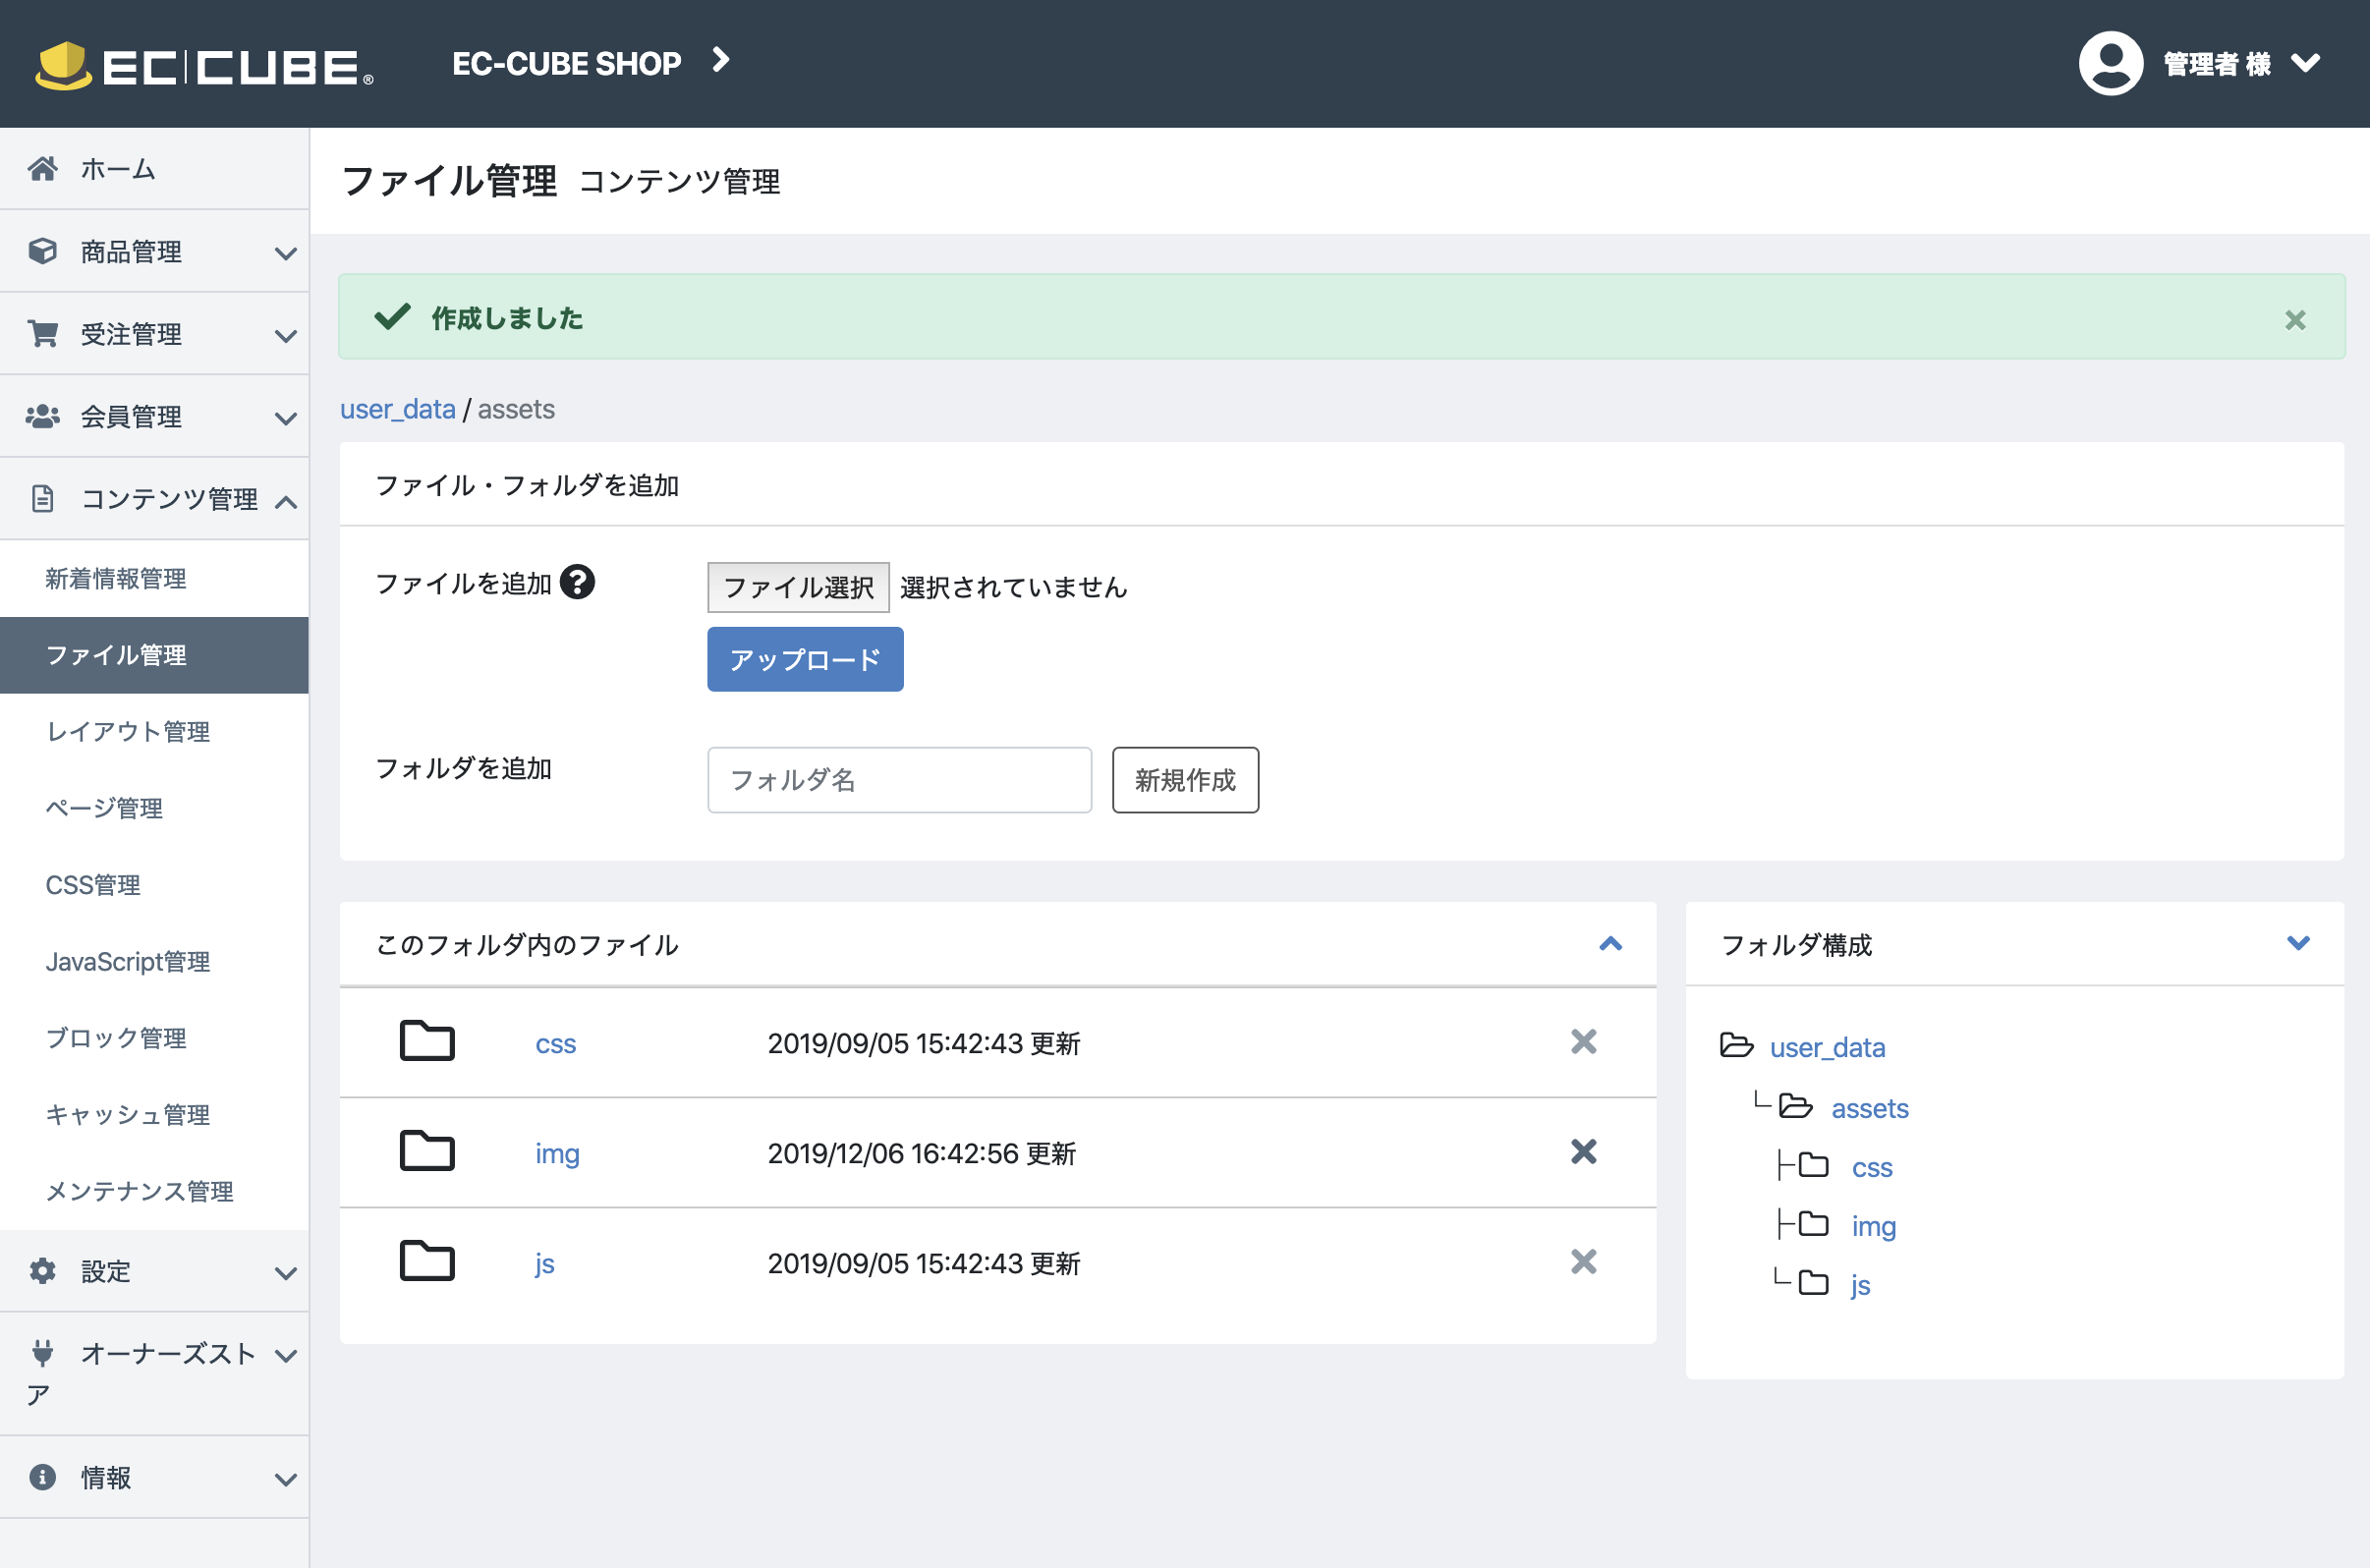 EC CUBE ®
EC-CUBE SHOP
管理者 様
ホーム
商品管理
受注管理
会員管理
コンテンツ管理
新着情報管理
ファイル管理
レイアウト管理
ページ管理
CSS管理
JavaScript管理
ブロック管理
キャッシュ管理
メンテナンス管理
設定
オーナーズスト
ア
情報
ファイル管理 コンテンツ管理
作成しました
user_data / assets
ファイル・フォルダを追加
ファイルを追加
ファイル選択 選択されていません
アップロード
フォルダを追加
フォルダ名
新規作成
このフォルダ内のファイル
css 2019/09/05 15:42:43 更新
img 2019/12/06 16:42:56 更新
js 2019/09/05 15:42:43 更新
フォルダ構成
user_data
assets
css
img
js